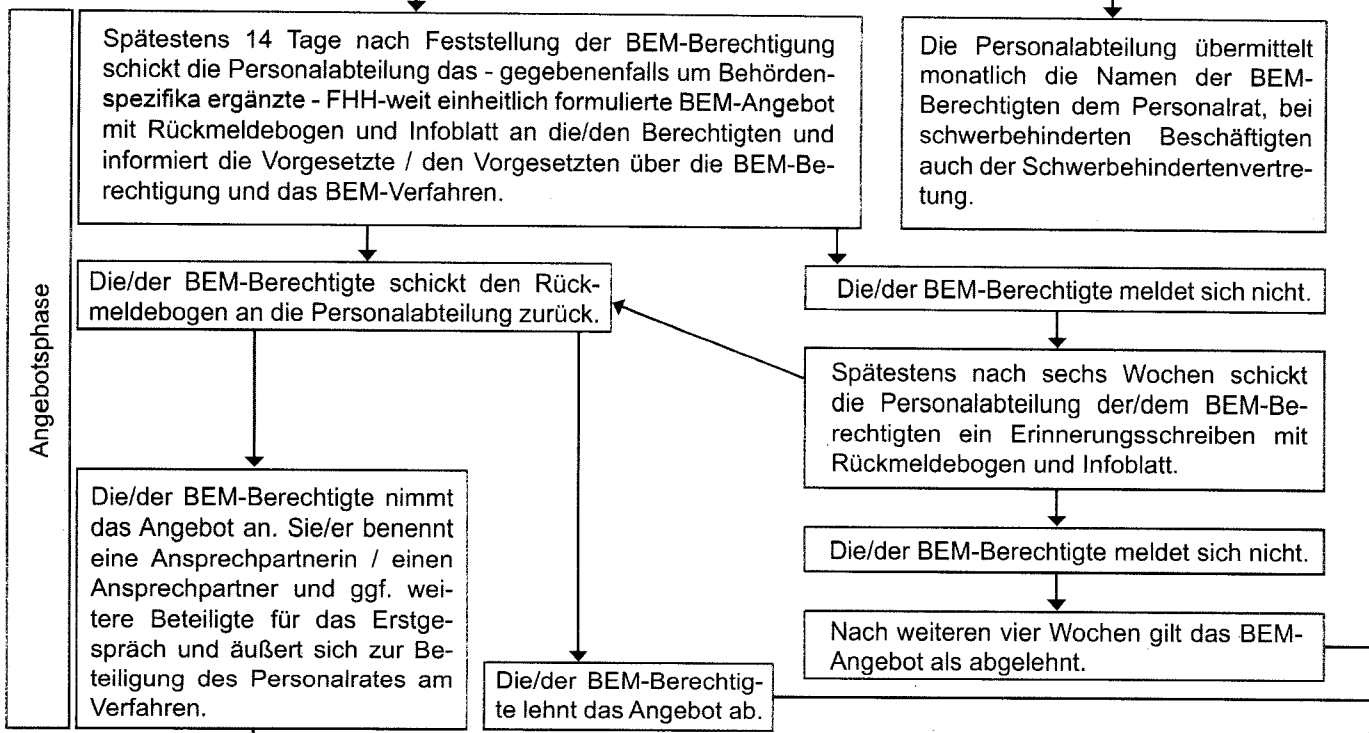 Angebotsphase
Spätestens 14 Tage nach Feststellung der BEM-Berechtigung
schickt die Personalabteilung das - gegebenenfalls um Behörden-
spezifika ergänzte - FHH-weit einheitlich formulierte BEM-Angebot
mit Rückmeldebogen und Infoblatt an die/den Berechtigten und
informiert die Vorgesetzte / den Vorgesetzten über die BEM-Be-
rechtigung und das BEM-Verfahren.
Die Personalabteilung übermittelt
monatlich die Namen der BEM-
Berechtigten dem Personalrat, bei
schwerbehinderten Beschäftigten
auch der Schwerbehindertenvertre-
tung.
Die/der BEM-Berechtigte schickt den Rück-
meldebogen an die Personalabteilung zurück.
Die/der BEM-Berechtigte meldet sich nicht.
Spätestens nach sechs Wochen schickt
die Personalabteilung der/dem BEM-Be-
rechtigten ein Erinnerungsschreiben mit
Rückmeldebogen und Infoblatt.
Die/der BEM-Berechtigte nimmt
das Angebot an. Sie/er benennt
eine Ansprechpartnerin / einen
Ansprechpartner und ggf. wei-
tere Beteiligte für das Erstge-
spräch und äußert sich zur Be-
teiligung des Personalrates am
Verfahren.
Die/der BEM-Berechtig-
te lehnt das Angebot ab.
Die/der BEM-Berechtigte meldet sich nicht.
Nach weiteren vier Wochen gilt das BEM-
Angebot als abgelehnt.